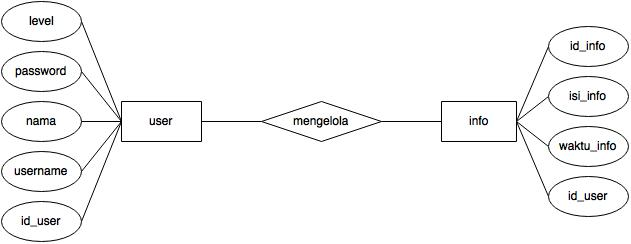 level
password
nama
username
id_user
user
mengelola
info
id_info
isi_info
waktu_info
id_user